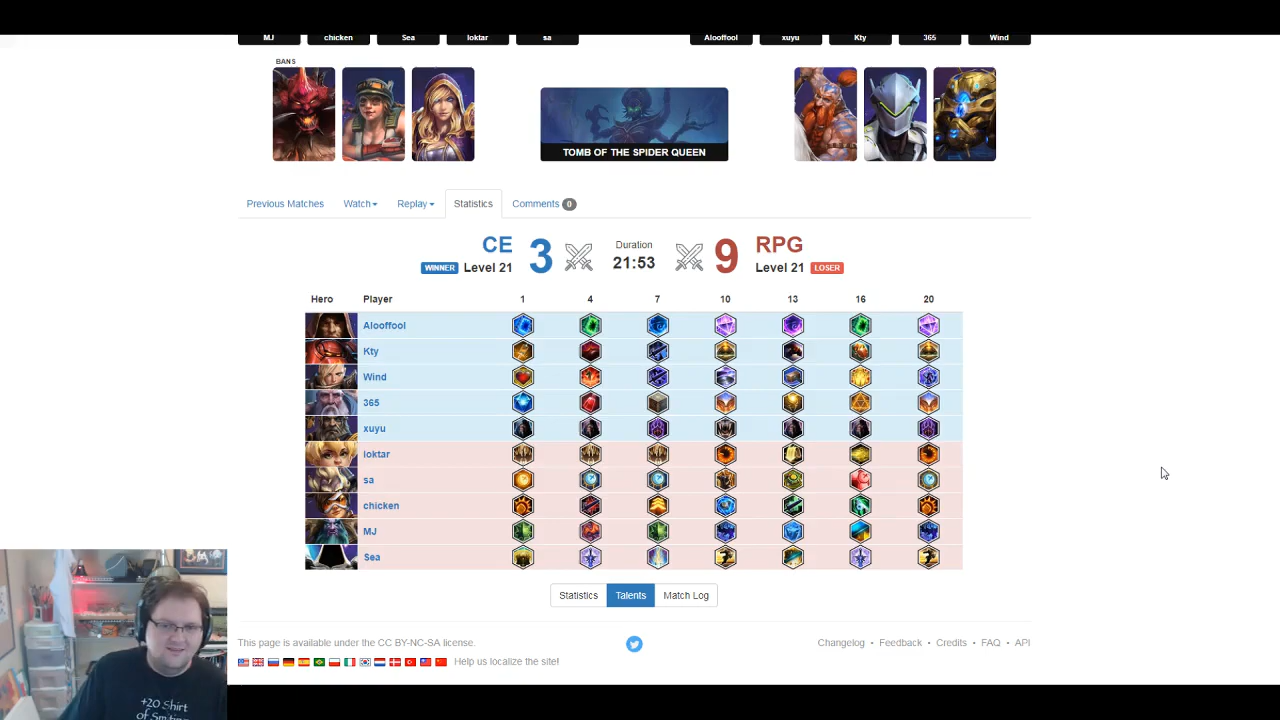 MJ chicken Sea loktar sa Alooffool xuyu Kty 365 Wind
BANS
TOMB OF THE SPIDER QUEEN
Previous Matches Watch Replay Statistics Comments 0
CE 3 Duration 9 RPG
WINNER Level 21 21:53 Level 21 LOSER
Hero Player 1 4 7 10 13 16 20
Alooffool
Kty
Wind
365
xuyu
loktar
sa
chicken
MJ
Sea
Statistics Talents Match Log
This page is available under the CC BY-NC-SA license.
Changelog • Feedback • Credits • FAQ • API
Help us localize the site!
+20 Shirt
of Smiting